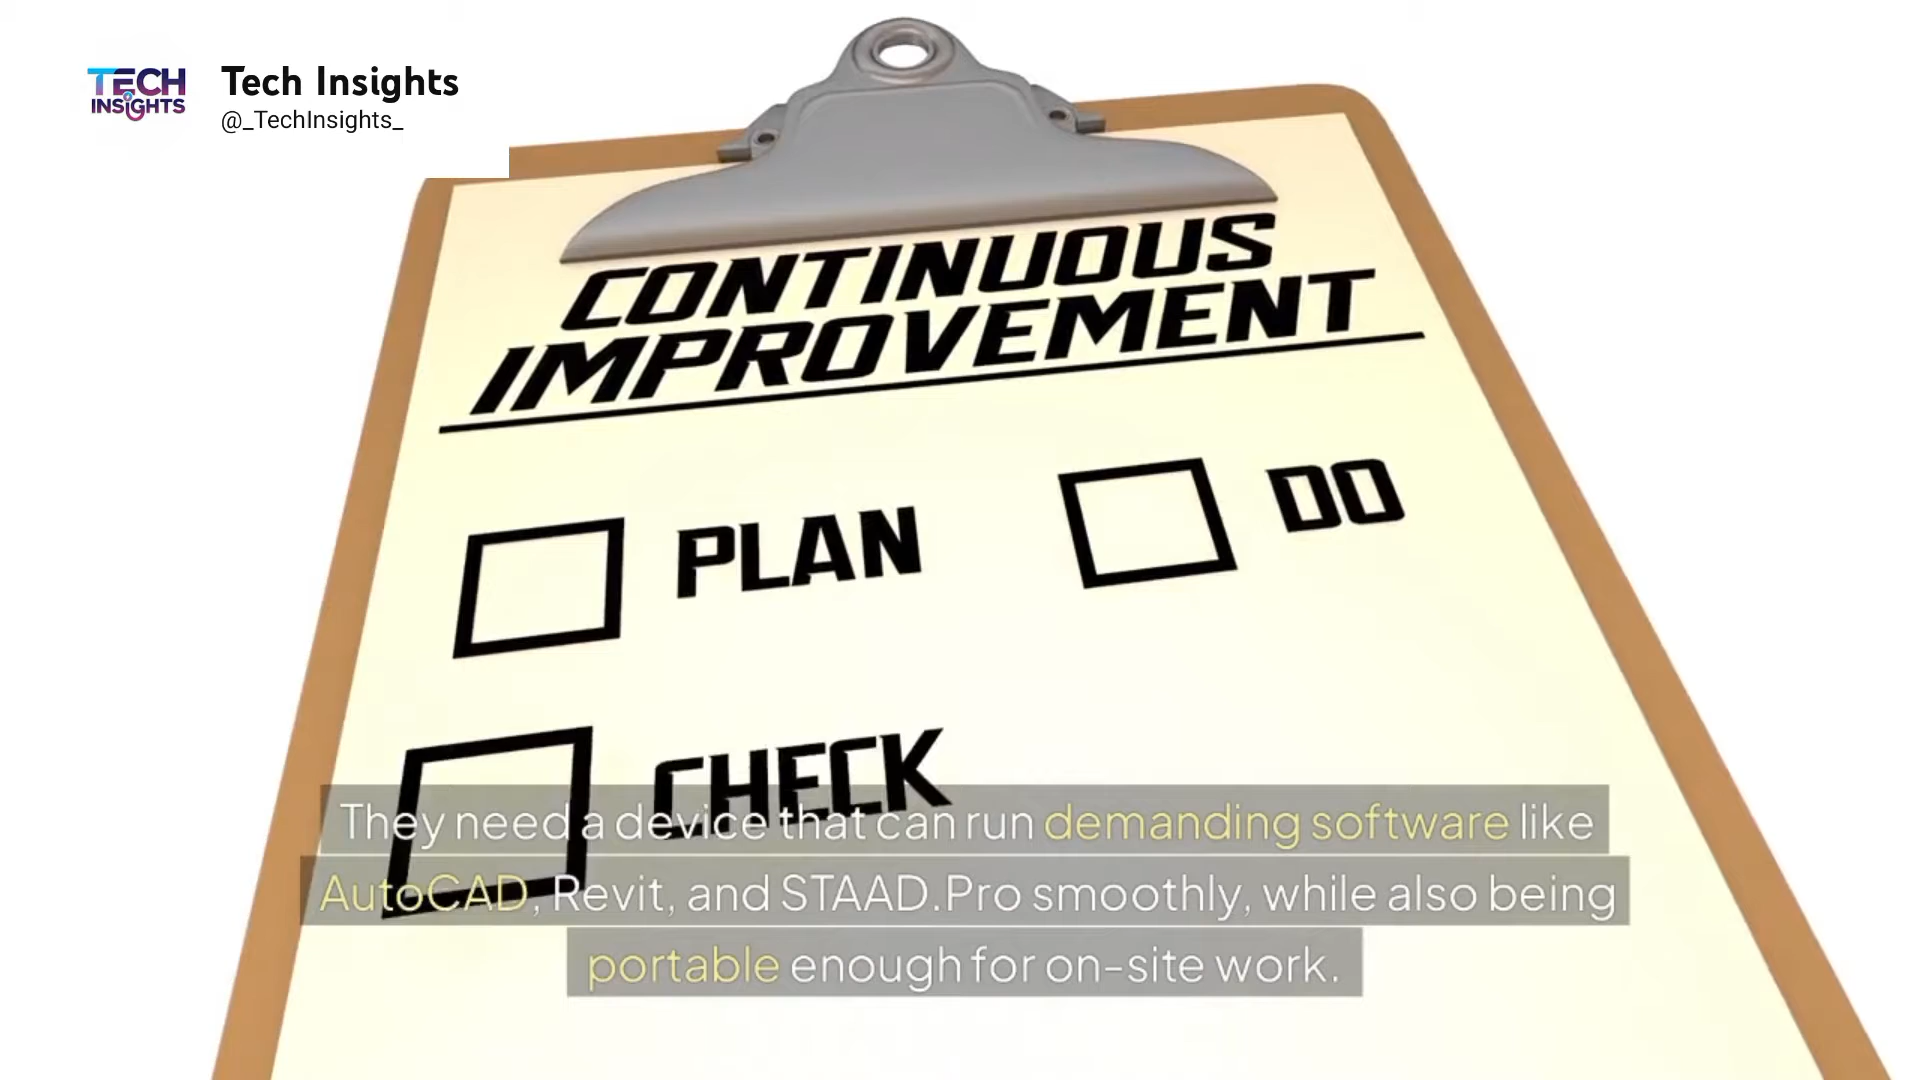 TECH
INSIGHTS
Tech Insights
@_TechInsights_
CONTINUOUS
IMPROVEMENT
PLAN
DO
CHECK
They need a device that can run demanding software like
AutoCAD, Revit, and STAAD.Pro smoothly, while also being
portable enough for on-site work.